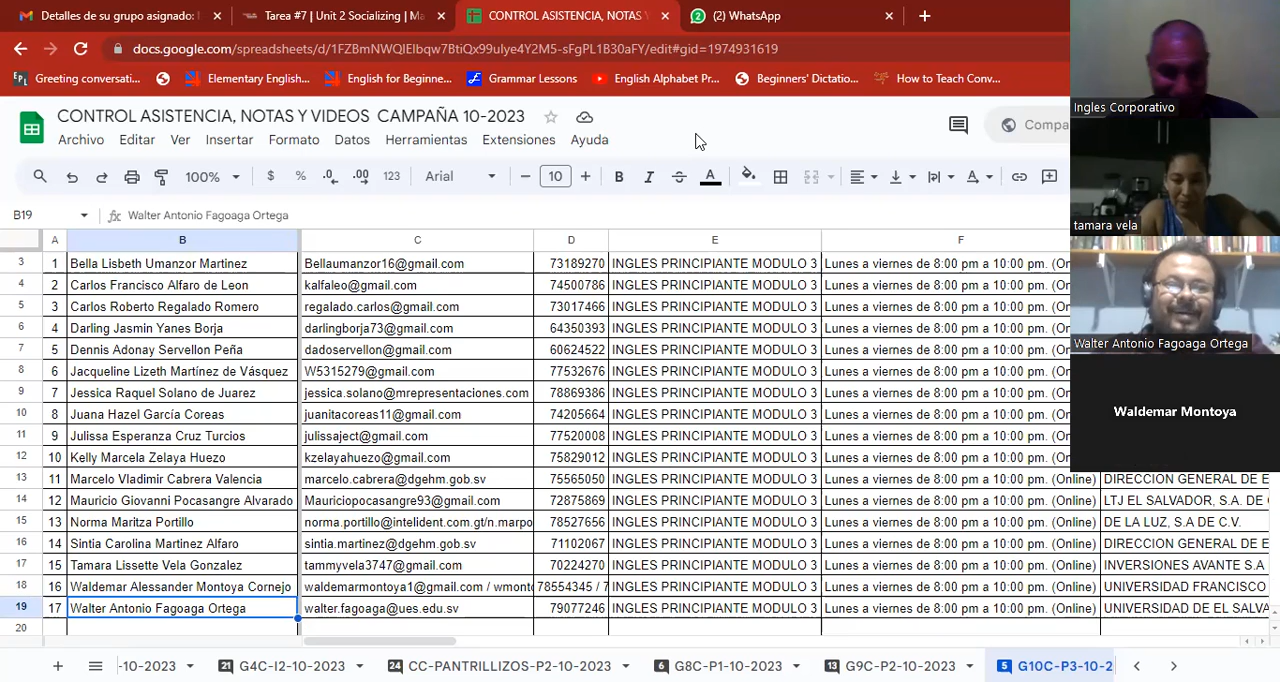 Detalles de su grupo asignado:
Tarea #7 | Unit 2 Socializing | Ma
CONTROL ASISTENCIA, NOTAS Y
(2) WhatsApp
docs.google.com/spreadsheets/d/1FZBmNWQIElbqw7BtiQx99ulye4Y2M5-sFgPL1B30aFY/edit#gid=1974931619
Greeting conversati...
Elementary English...
English for Beginne...
Grammar Lessons
English Alphabet Pr...
Beginners' Dictatio...
How to Teach Conv...
CONTROL ASISTENCIA, NOTAS Y VIDEOS CAMPAÑA 10-2023
Compa
Archivo Editar Ver Insertar Formato Datos Herramientas Extensiones Ayuda
100% $ % .0 .00 123 Arial − 10 + B I A
B19 fx Walter Antonio Fagoaga Ortega
A B C D E F
3 1 Bella Lisbeth Umanzor Martinez Bellaumanzor16@gmail.com 73189270 INGLES PRINCIPIANTE MODULO 3 Lunes a viernes de 8:00 pm a 10:00 pm. (On
4 2 Carlos Francisco Alfaro de Leon kalfaleo@gmail.com 74500786 INGLES PRINCIPIANTE MODULO 3 Lunes a viernes de 8:00 pm a 10:00 pm. (On
5 3 Carlos Roberto Regalado Romero regalado.carlos@gmail.com 73017466 INGLES PRINCIPIANTE MODULO 3 Lunes a viernes de 8:00 pm a 10:00 pm. (On
6 4 Darling Jasmin Yanes Borja darlingborja73@gmail.com 64350393 INGLES PRINCIPIANTE MODULO 3 Lunes a viernes de 8:00 pm a 10:00 pm. (On
7 5 Dennis Adonay Servellon Peña dadoservellon@gmail.com 60624522 INGLES PRINCIPIANTE MODULO 3 Lunes a viernes de 8:00 pm a 10:00 pm. (On
8 6 Jacqueline Lizeth Martínez de Vásquez W5315279@gmail.com 77532676 INGLES PRINCIPIANTE MODULO 3 Lunes a viernes de 8:00 pm a 10:00 pm. (On
9 7 Jessica Raquel Solano de Juarez jessica.solano@mrepresentaciones.com 78869386 INGLES PRINCIPIANTE MODULO 3 Lunes a viernes de 8:00 pm a 10:00 pm. (On
10 8 Juana Hazel García Coreas juanitacoreas11@gmail.com 74205664 INGLES PRINCIPIANTE MODULO 3 Lunes a viernes de 8:00 pm a 10:00 pm. (On
11 9 Julissa Esperanza Cruz Turcios julissaject@gmail.com 77520008 INGLES PRINCIPIANTE MODULO 3 Lunes a viernes de 8:00 pm a 10:00 pm. (On
12 10 Kelly Marcela Zelaya Huezo kzelayahuezo@gmail.com 75829012 INGLES PRINCIPIANTE MODULO 3 Lunes a viernes de 8:00 pm a 10:00 pm. (On
13 11 Marcelo Vladimir Cabrera Valencia marcelo.cabrera@dgehm.gob.sv 75565050 INGLES PRINCIPIANTE MODULO 3 Lunes a viernes de 8:00 pm a 10:00 pm. (Online) DIRECCION GENERAL DE E
14 12 Mauricio Giovanni Pocasangre Alvarado Mauriciopocasangre93@gmail.com 72875869 INGLES PRINCIPIANTE MODULO 3 Lunes a viernes de 8:00 pm a 10:00 pm. (Online) LTJ EL SALVADOR, S.A. DE C
15 13 Norma Maritza Portillo norma.portillo@intelident.com.gt/n.marpo 78527656 INGLES PRINCIPIANTE MODULO 3 Lunes a viernes de 8:00 pm a 10:00 pm. (Online) DE LA LUZ, S.A DE C.V.
16 14 Sintia Carolina Martinez Alfaro sintia.martinez@dgehm.gob.sv 71102067 INGLES PRINCIPIANTE MODULO 3 Lunes a viernes de 8:00 pm a 10:00 pm. (Online) DIRECCION GENERAL DE E
17 15 Tamara Lissette Vela Gonzalez tammyvela3747@gmail.com 70224270 INGLES PRINCIPIANTE MODULO 3 Lunes a viernes de 8:00 pm a 10:00 pm. (Online) INVERSIONES AVANTE S.A
18 16 Waldemar Alessander Montoya Cornejo waldemarmontoya1@gmail.com / wmonto 78554345 / 7 INGLES PRINCIPIANTE MODULO 3 Lunes a viernes de 8:00 pm a 10:00 pm. (Online) UNIVERSIDAD FRANCISCO
19 17 Walter Antonio Fagoaga Ortega walter.fagoaga@ues.edu.sv 79077246 INGLES PRINCIPIANTE MODULO 3 Lunes a viernes de 8:00 pm a 10:00 pm. (Online) UNIVERSIDAD DE EL SALVA
20
-10-2023 21 G4C-I2-10-2023 24 CC-PANTRILLIZOS-P2-10-2023 6 G8C-P1-10-2023 13 G9C-P2-10-2023 5 G10C-P3-10-2
Ingles Corporativo
tamara vela
Walter Antonio Fagoaga Ortega
Waldemar Montoya